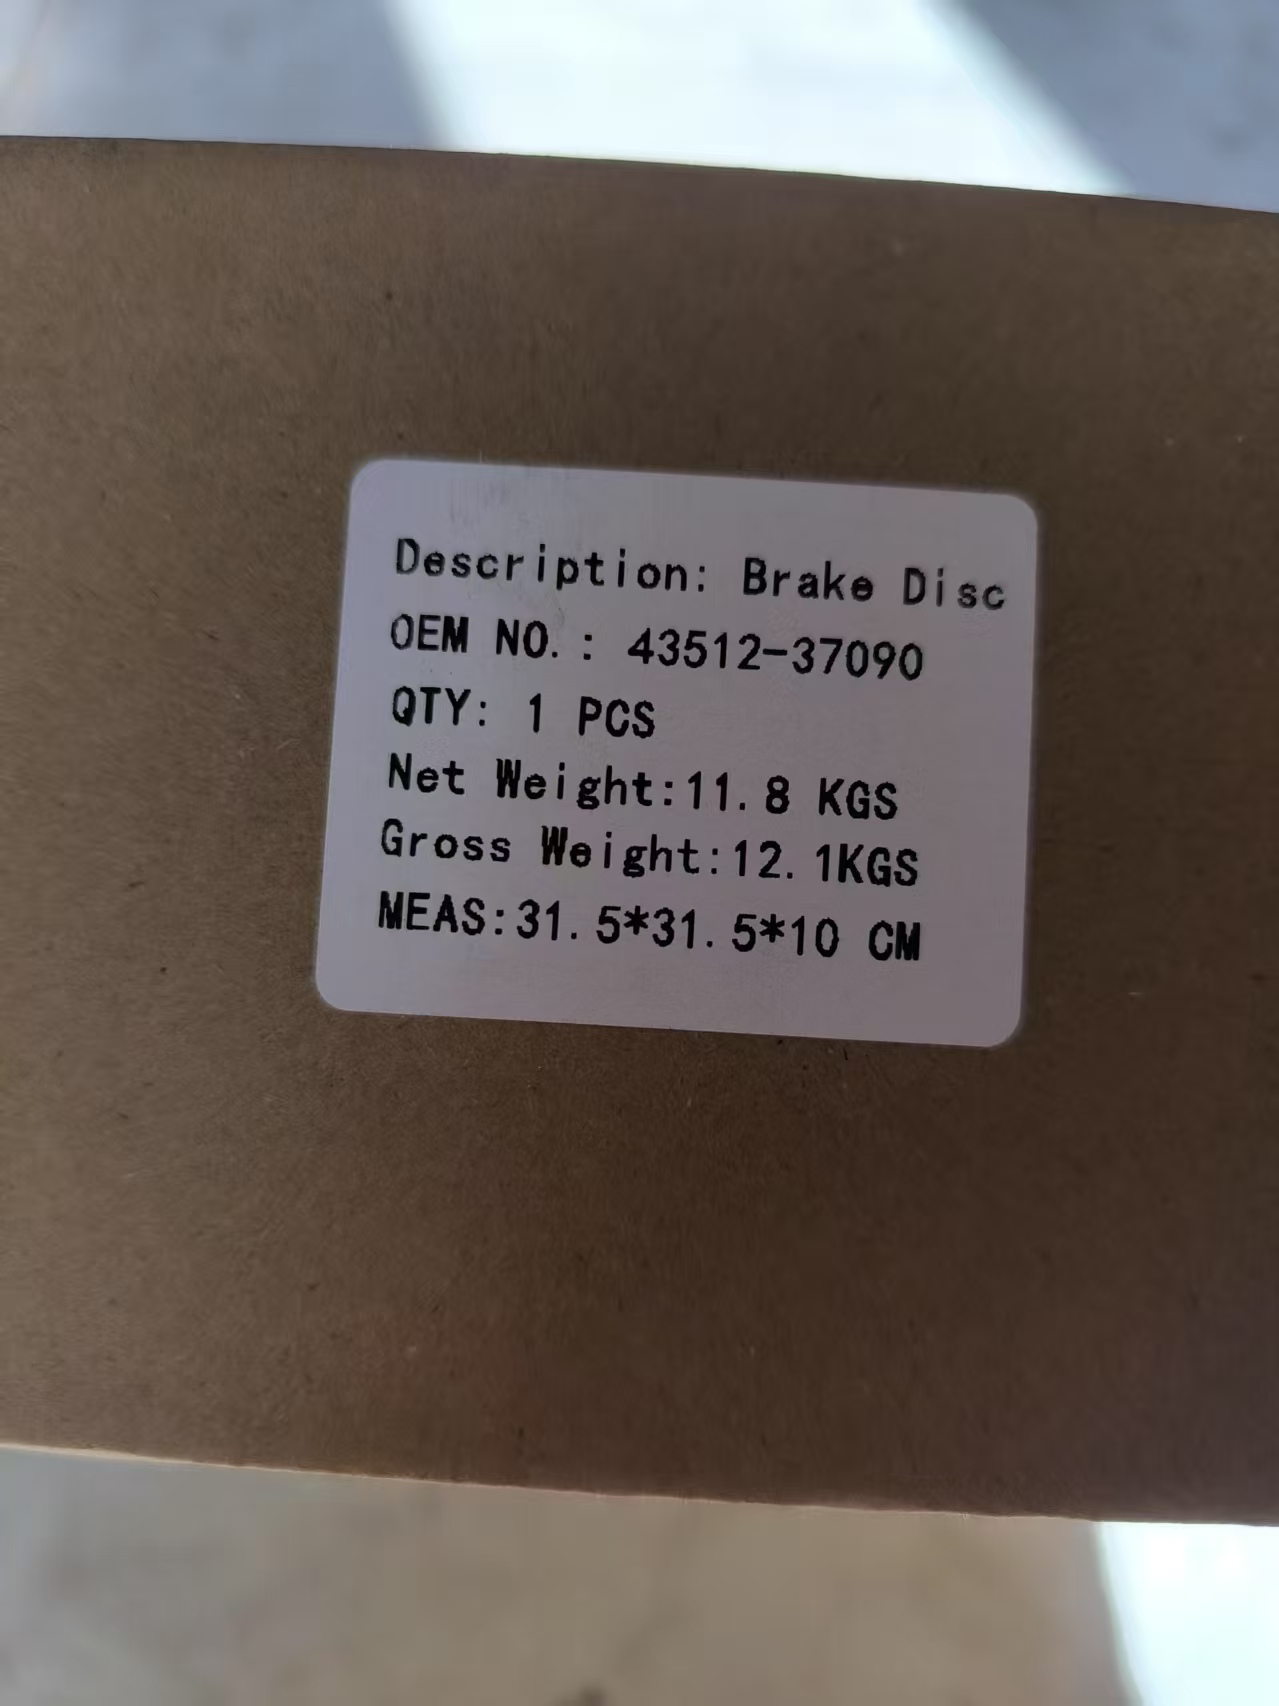 Description: Brake Disc
OEM NO.: 43512-37090
QTY: 1 PCS
Net Weight:11.8 KGS
Gross Weight:12.1KGS
MEAS:31.5*31.5*10 CM